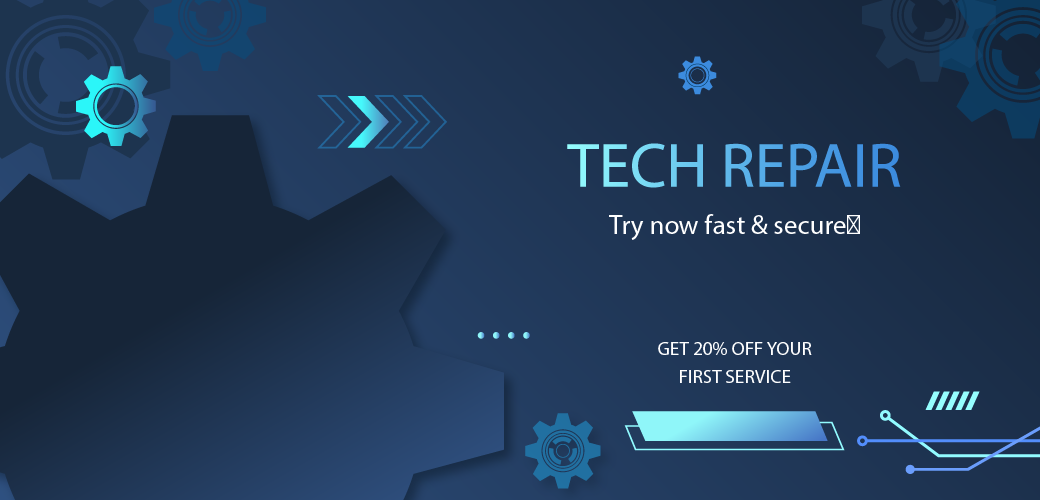 TECH REPAIR
Try now fast & secure
GET 20% OFF YOUR
FIRST SERVICE